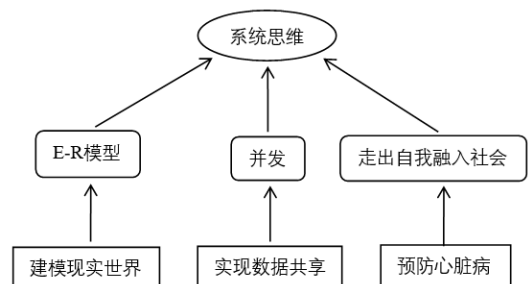 系统思维
E-R模型
并发
走出自我融入社会
建模现实世界
实现数据共享
预防心脏病